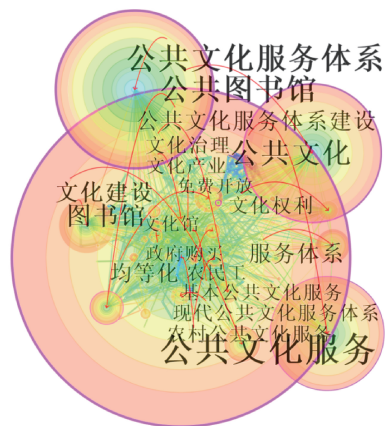 公共文化服务体系
公共图书馆
公共文化服务体系建设
文化治理
公共文化
文化产业
免费开放
文化建设
文化权利
图书馆
文化馆
政府购买
服务体系
均等化
农民工
基本公共文化服务
现代公共文化服务体系
农村公共文化服务
公共文化服务